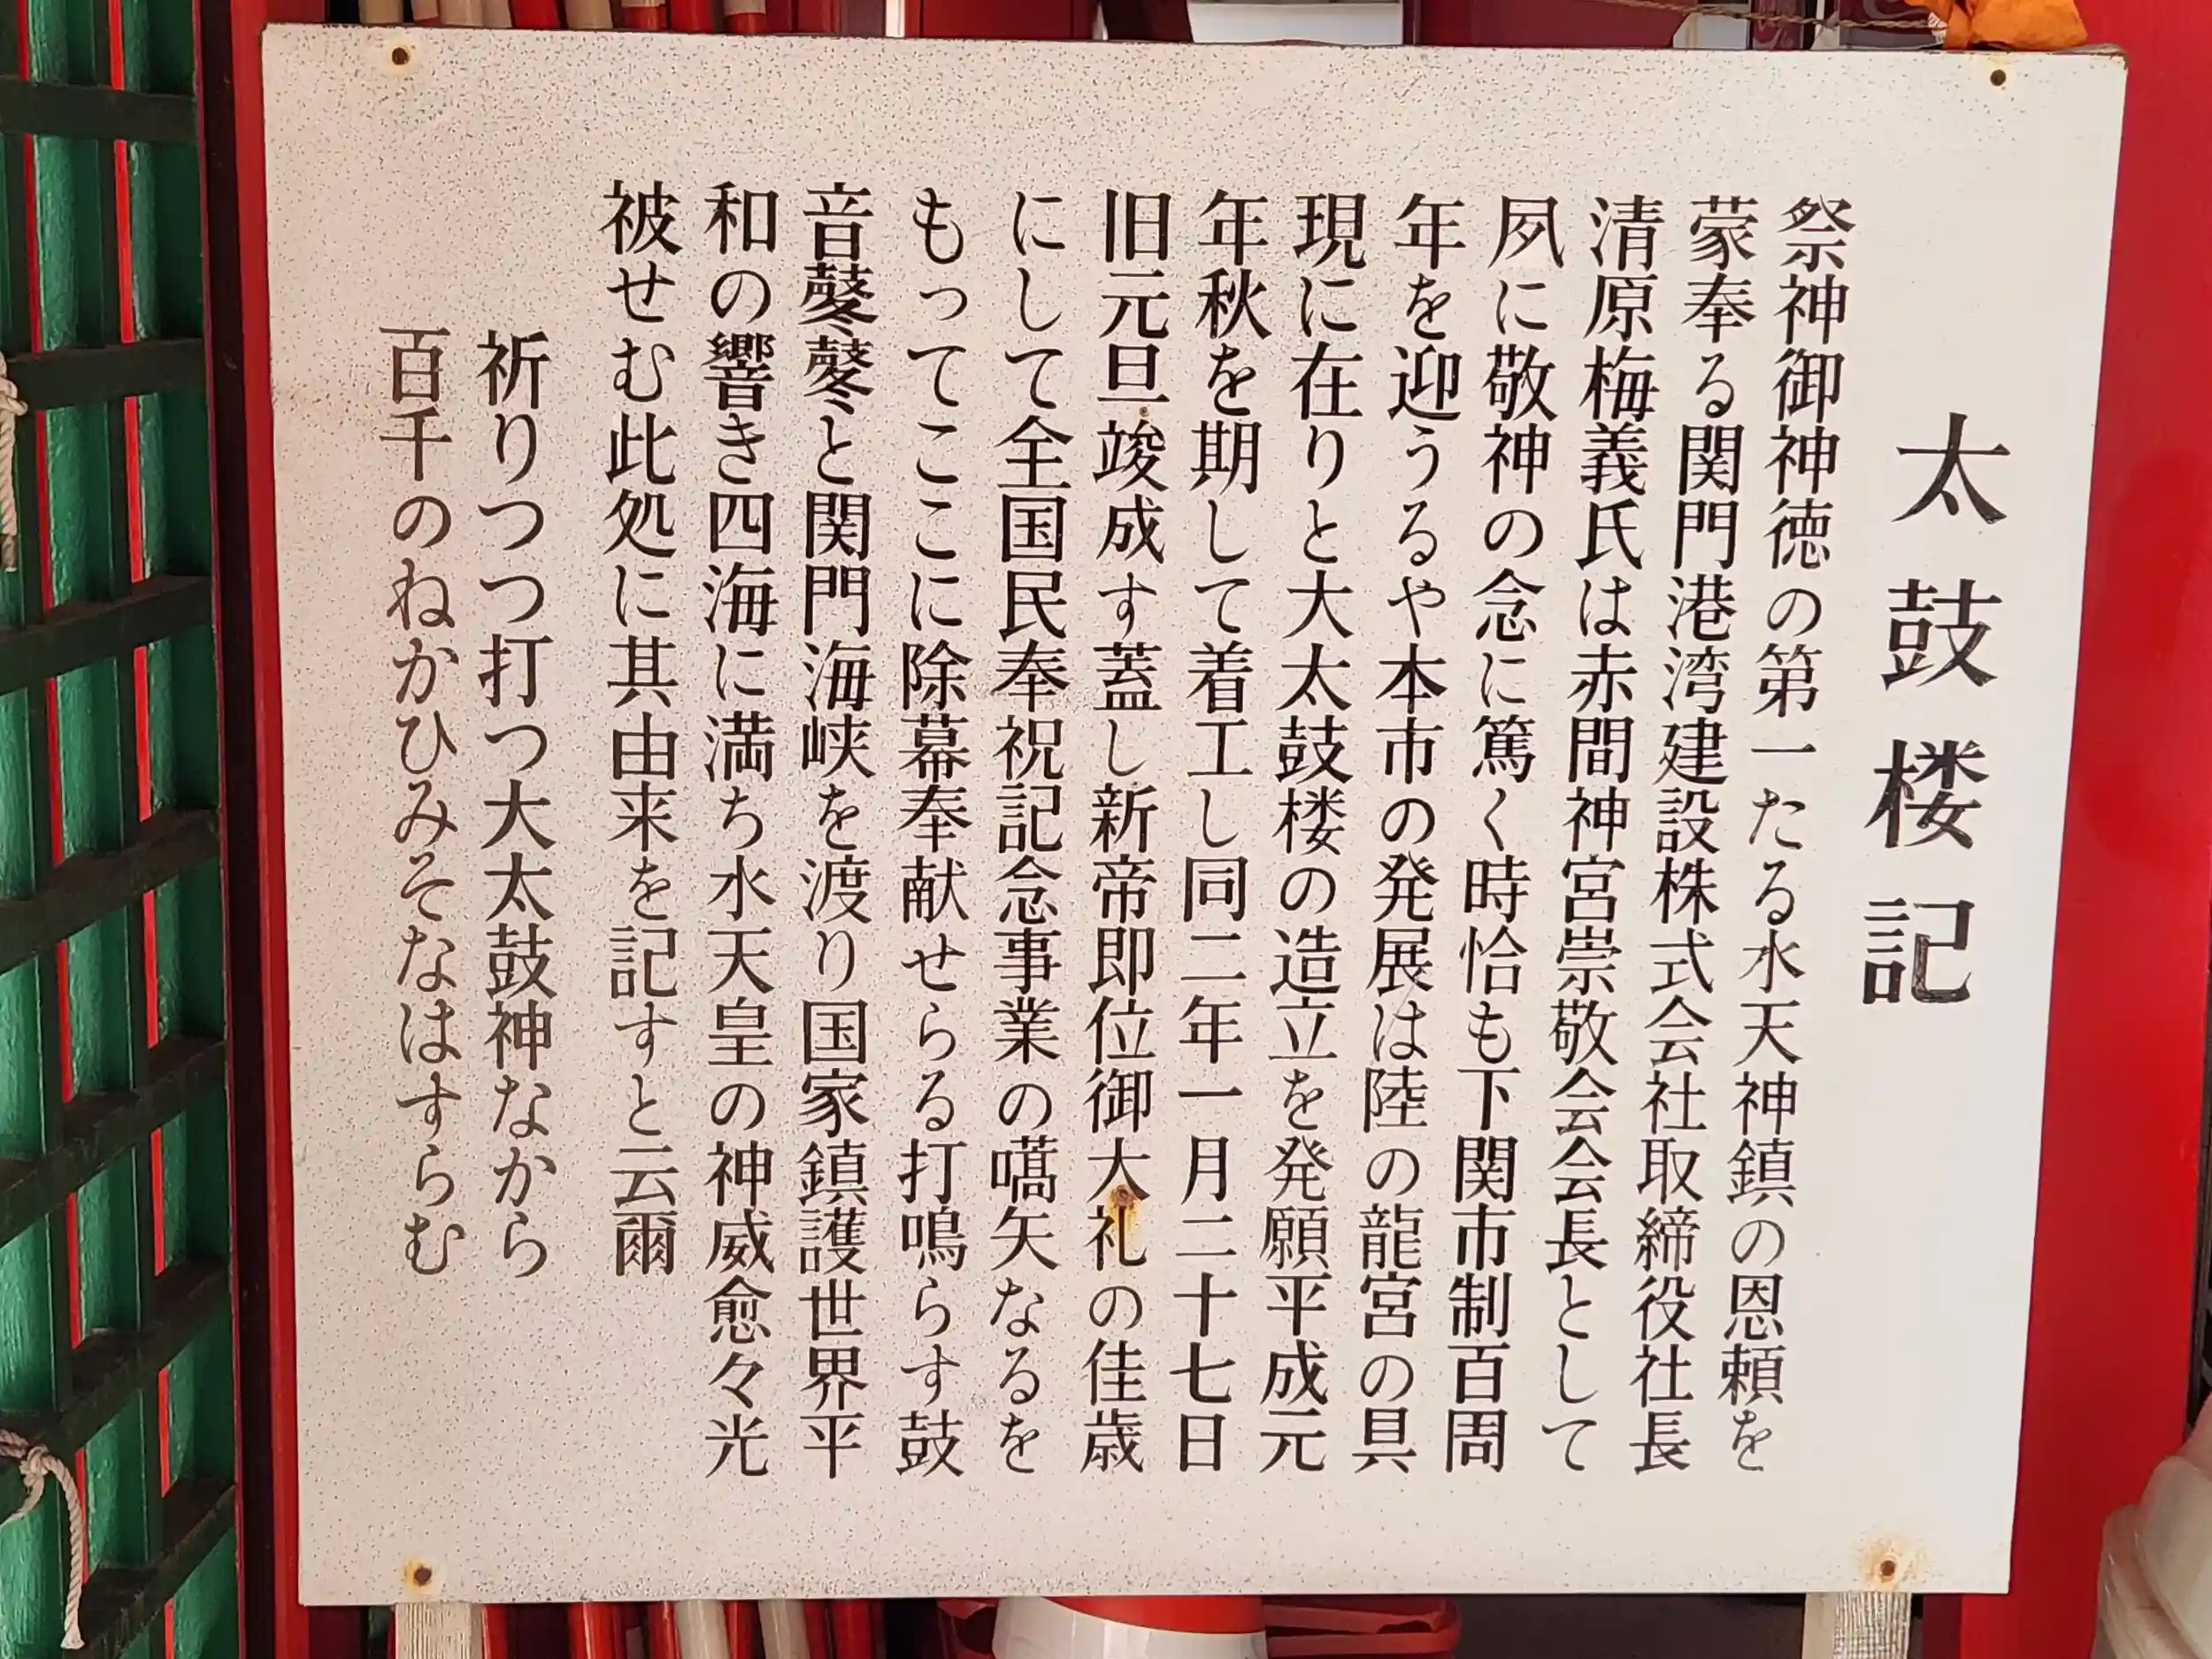 太鼓楼記
祭神御神徳の第一たる水天神鎮の恩頼を
蒙奉る関門港湾建設株式会社取締役社長
清原梅義氏は赤間神宮崇敬会会長として
夙に敬神の念に篤く時恰も下関市制百周
年を迎うるや本市の発展は陸の龍宮の具
現に在りと大太鼓楼の造立を発願平成元
年秋を期して着工し同二年一月二十七日
旧元旦竣成す蓋し新帝即位御大礼の佳歳
にして全国民奉祝記念事業の嚆矢なるを
もってここに除幕奉献せらる打鳴らす鼓
音鼕鼕と関門海峡を渡り国家鎮護世界平
和の響き四海に満ち水天皇の神威愈々光
被せむ此処に其由来を記すと云爾
祈りつつ打つ大太鼓神なから
百千のねかひみそなはすらむ